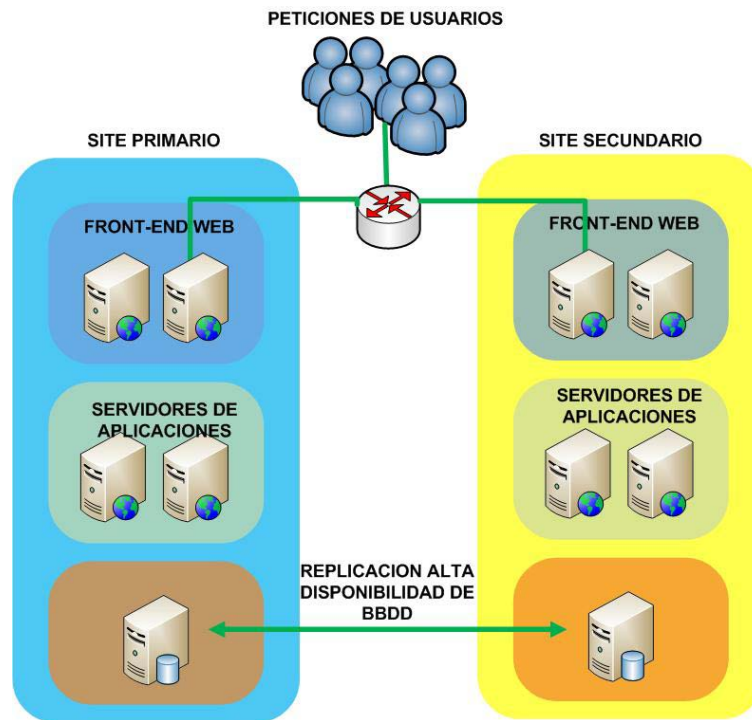 PETICIONES DE USUARIOS
SITE PRIMARIO
SITE SECUNDARIO
FRONT-END WEB
FRONT-END WEB
SERVIDORES DE
APLICACIONES
SERVIDORES DE
APLICACIONES
REPLICACION ALTA
DISPONIBILIDAD DE
BBDD